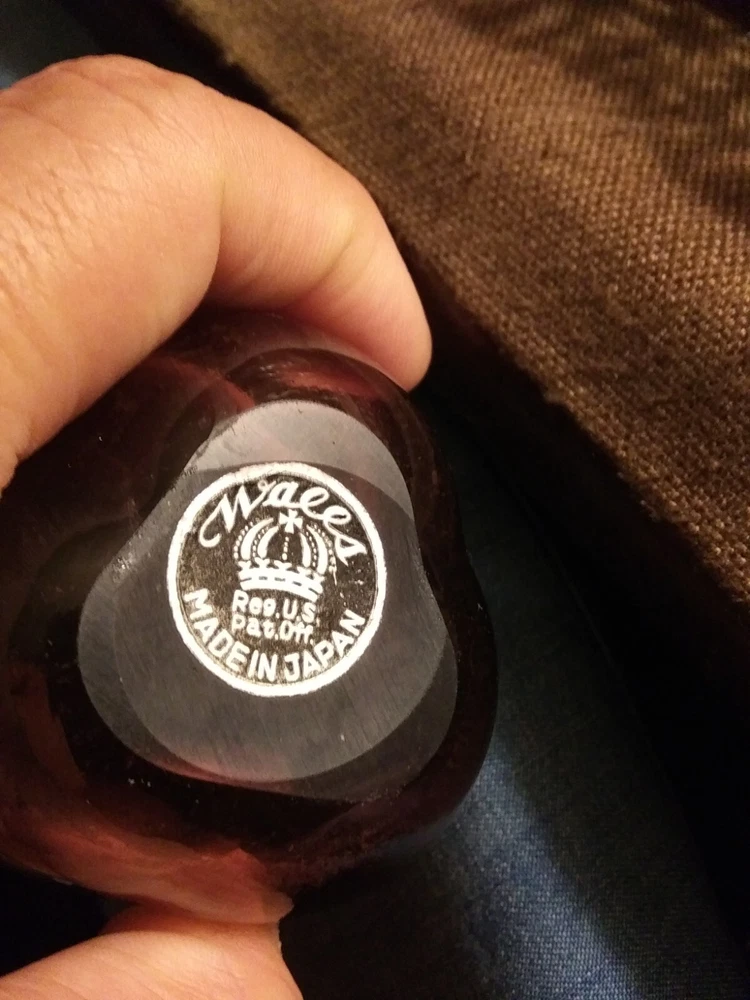 Wales
Reg. U.S.
Pat. Off.
MADE IN JAPAN